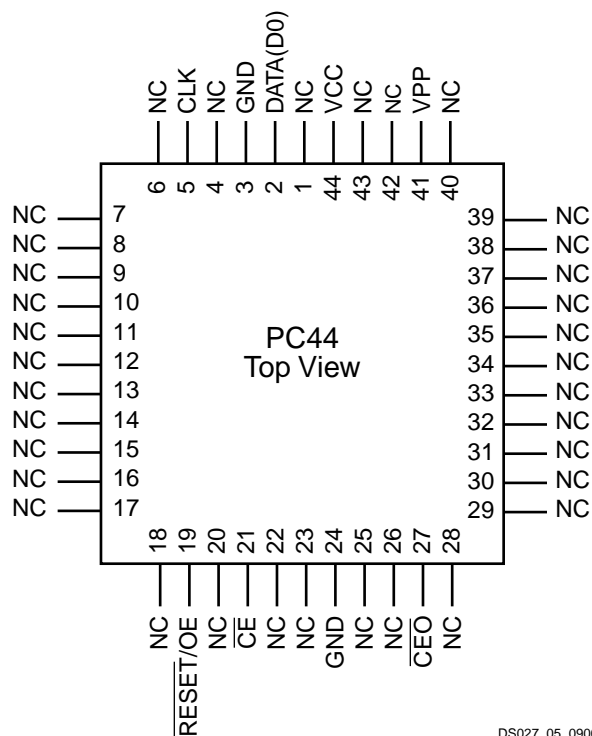 NC CLK NC GND DATA(D0) NC VCC NC NC VPP NC
6 5 4 3 2 1 44 43 42 41 40
NC 7
NC 8
NC 9
NC 10
NC 11
NC 12
NC 13
NC 14
NC 15
NC 16
NC 17
PC44
Top View
39 NC
38 NC
37 NC
36 NC
35 NC
34 NC
33 NC
32 NC
31 NC
30 NC
29 NC
18 19 20 21 22 23 24 25 26 27 28
NC RESET/OE NC CE NC NC GND NC NC CEO NC
DS027_05_090